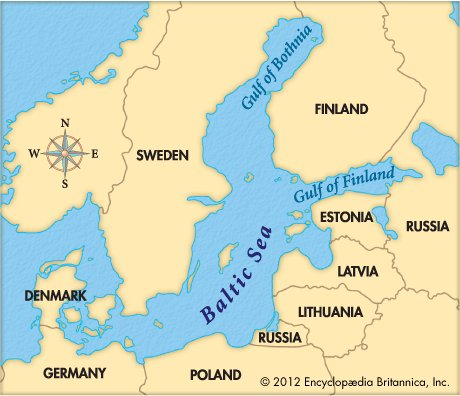 Gulf of Bothnia
FINLAND
N
W E
S
SWEDEN
Gulf of Finland
ESTONIA
RUSSIA
Baltic Sea
LATVIA
DENMARK
LITHUANIA
RUSSIA
GERMANY
POLAND
© 2012 Encyclopædia Britannica, Inc.